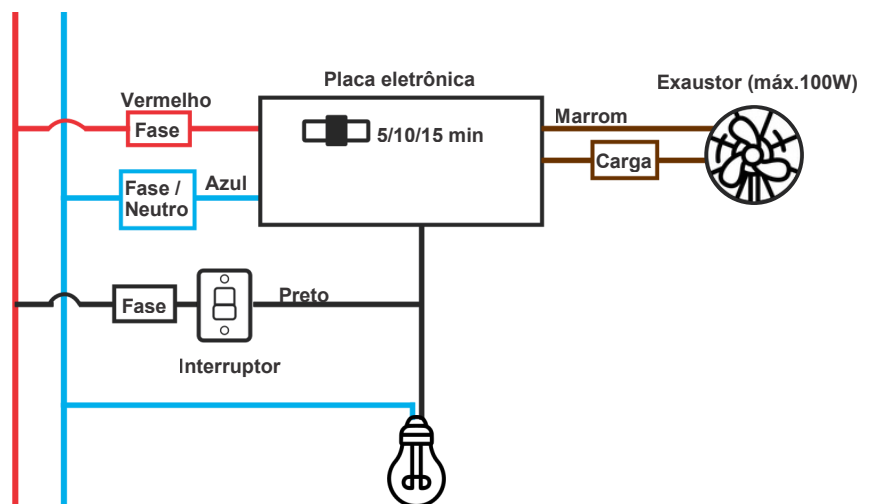 Placa eletrônica
Exaustor (máx.100W)
Vermelho
Fase
5/10/15 min
Marrom
Carga
Fase /
Neutro
Azul
Fase
Preto
Interruptor